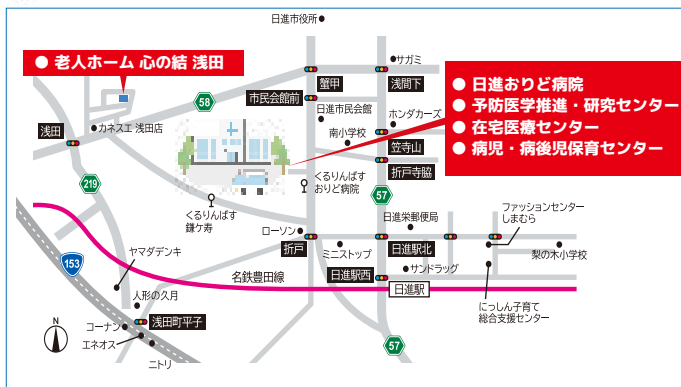 日進市役所
● 老人ホーム 心の結 浅田
● 日進おりど病院
● 予防医学推進・研究センター
● 在宅医療センター
● 病児・病後児保育センター
サガミ
蟹甲
浅間下
58
市民会館前
日進市民会館
ホンダカーズ
カネスエ 浅田店
浅田
南小学校
笠寺山
折戸寺脇
219
くるりんばす
おりど病院
57
くるりんばす
鎌ケ寿
ファッションセンター
しまむら
日進栄郵便局
ローソン
折戸
ミニストップ
日進駅北
梨の木小学校
ヤマダデンキ
153
名鉄豊田線
日進駅西
サンドラッグ
日進駅
人形の久月
にっしん子育て
総合支援センター
浅田町平子
コーナン
エネオス
ニトリ
57
N